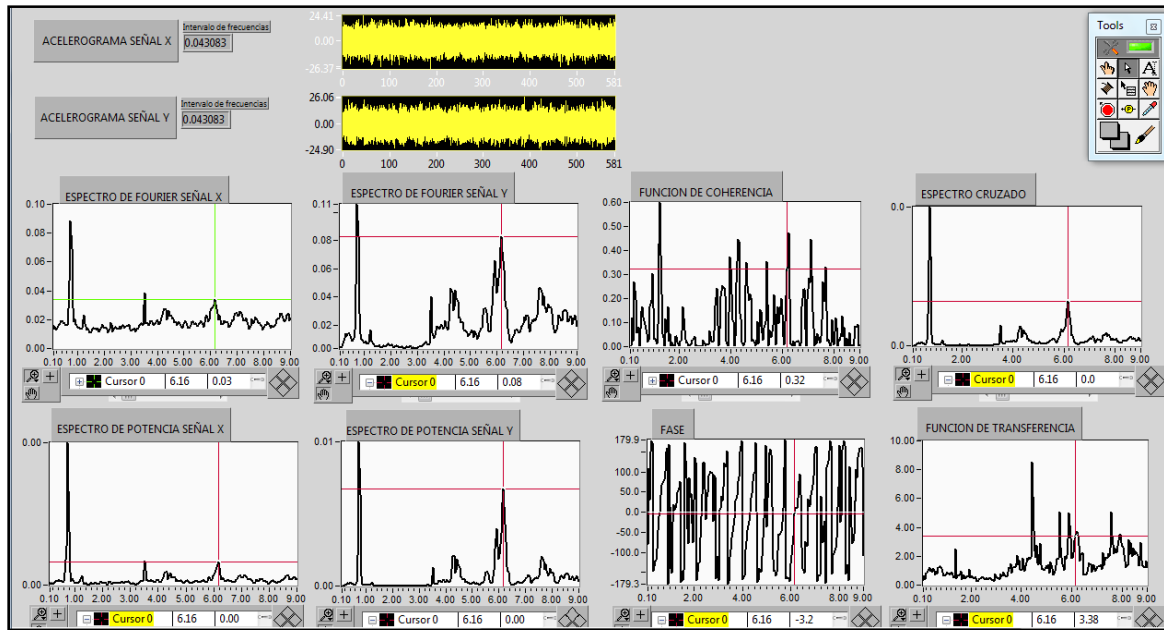 ACELEROGRAMA SEÑAL X
Intervalo de frecuencias
0.043083
24.41
0.00
-26.37
0 100 200 300 400 500 581
Tools
ACELEROGRAMA SEÑAL Y
Intervalo de frecuencias
0.043083
26.06
0.00
-24.90
0 100 200 300 400 500 581
ESPECTRO DE FOURIER SEÑAL X
0.10
0.08
0.06
0.04
0.02
0.00
0.10 1.00 2.00 3.00 4.00 5.00 6.00 7.00 8.00 9.00
Cursor 0 6.16 0.03
ESPECTRO DE FOURIER SEÑAL Y
0.11
0.08
0.06
0.04
0.02
0.00
0.10 1.00 2.00 3.00 4.00 5.00 6.00 7.00 8.00 9.00
Cursor 0 6.16 0.08
FUNCION DE COHERENCIA
0.60
0.50
0.40
0.30
0.20
0.10
0.00
0.10 2.00 4.00 6.00 8.00 9.00
Cursor 0 6.16 0.32
ESPECTRO CRUZADO
0.0
0.0
0.10 2.00 4.00 6.00 8.00 9.00
Cursor 0 6.16 0.0
ESPECTRO DE POTENCIA SEÑAL X
0.00
0.00
0.10 1.00 2.00 3.00 4.00 5.00 6.00 7.00 8.00 9.00
Cursor 0 6.16 0.00
ESPECTRO DE POTENCIA SEÑAL Y
0.01
0.00
0.10 1.00 2.00 3.00 4.00 5.00 6.00 7.00 8.00 9.00
Cursor 0 6.16 0.00
FASE
179.9
100.0
50.0
0.0
-50.0
-100.0
-179.3
0.10 2.00 4.00 6.00 8.00 9.00
Cursor 0 6.16 -3.2
FUNCION DE TRANSFERENCIA
10.00
8.00
6.00
4.00
2.00
0.00
0.10 2.00 4.00 6.00 8.00 9.00
Cursor 0 6.16 3.38